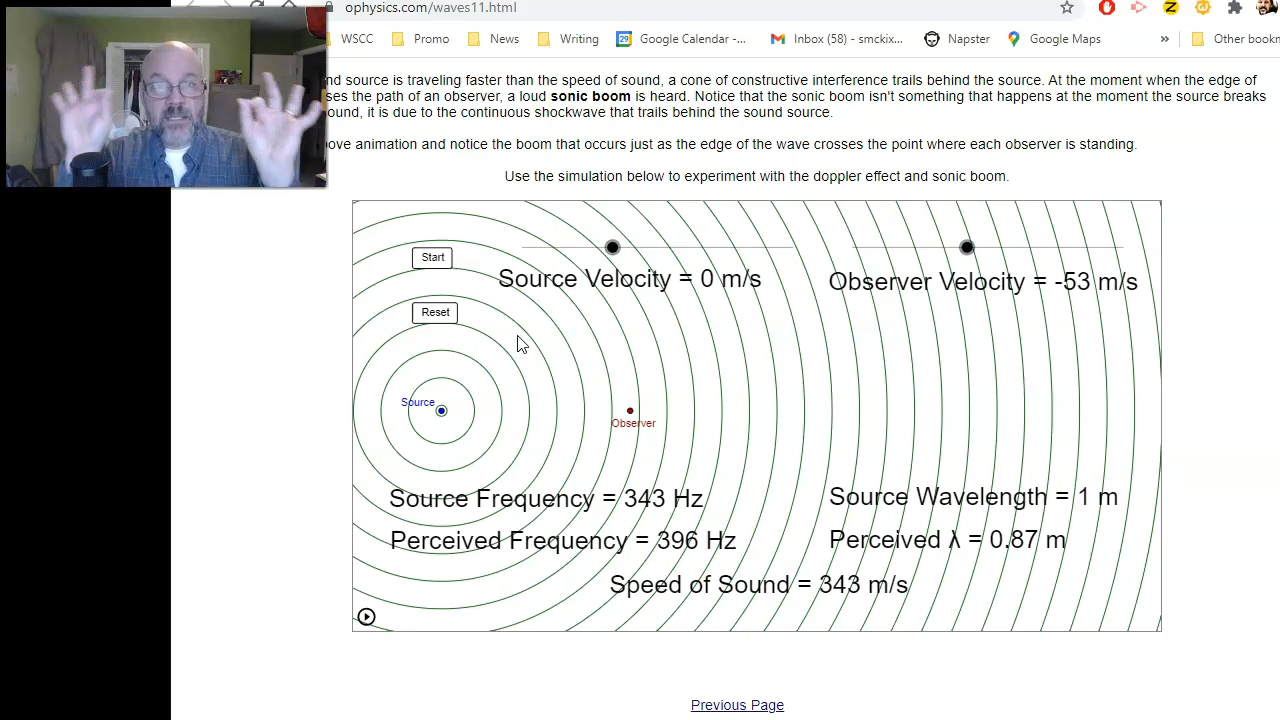 ophysics.com/waves11.html
WSCC Promo News Writing Google Calendar -... Inbox (58) - smckix... Napster Google Maps » Other bookm
nd source is traveling faster than the speed of sound, a cone of constructive interference trails behind the source. At the moment when the edge of
ses the path of an observer, a loud sonic boom is heard. Notice that the sonic boom isn't something that happens at the moment the source breaks
ound, it is due to the continuous shockwave that trails behind the sound source.
ove animation and notice the boom that occurs just as the edge of the wave crosses the point where each observer is standing.
Use the simulation below to experiment with the doppler effect and sonic boom.
Start
Source Velocity = 0 m/s
Observer Velocity = -53 m/s
Reset
Source
Observer
Source Frequency = 343 Hz
Source Wavelength = 1 m
Perceived Frequency = 396 Hz
Perceived λ = 0.87 m
Speed of Sound = 343 m/s
Previous Page